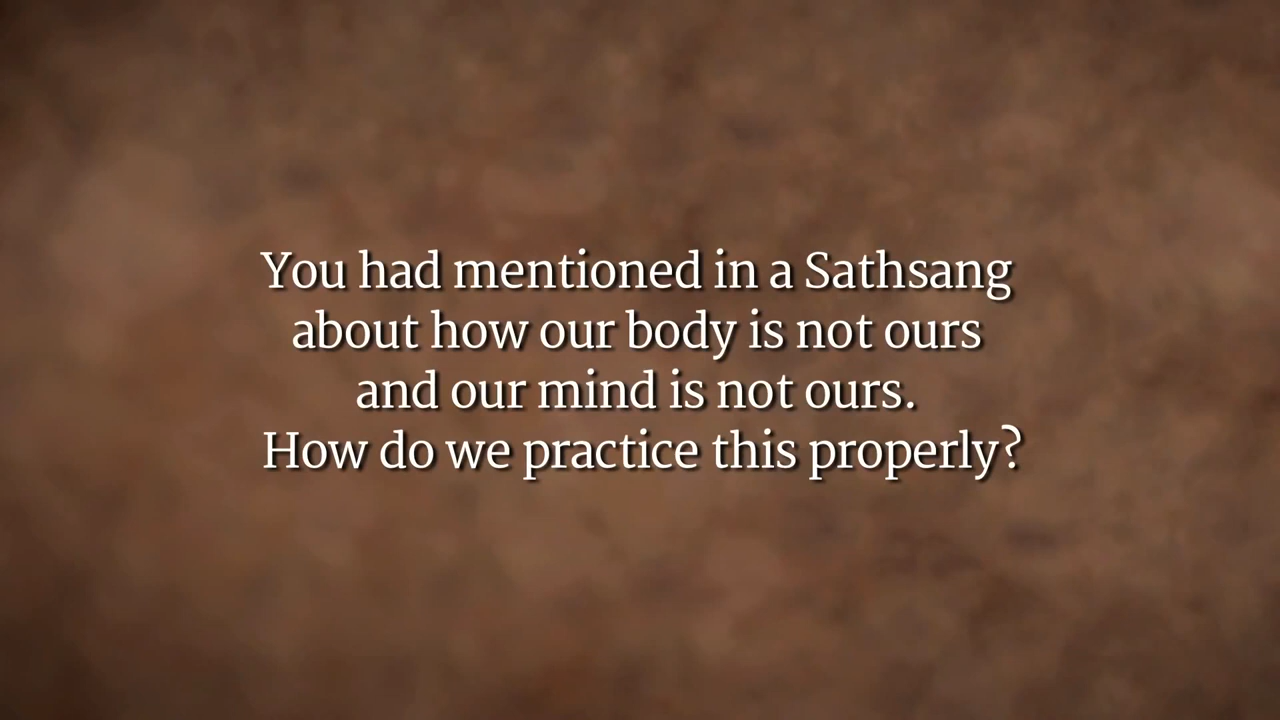 You had mentioned in a Sathsang
about how our body is not ours
and our mind is not ours.
How do we practice this properly?